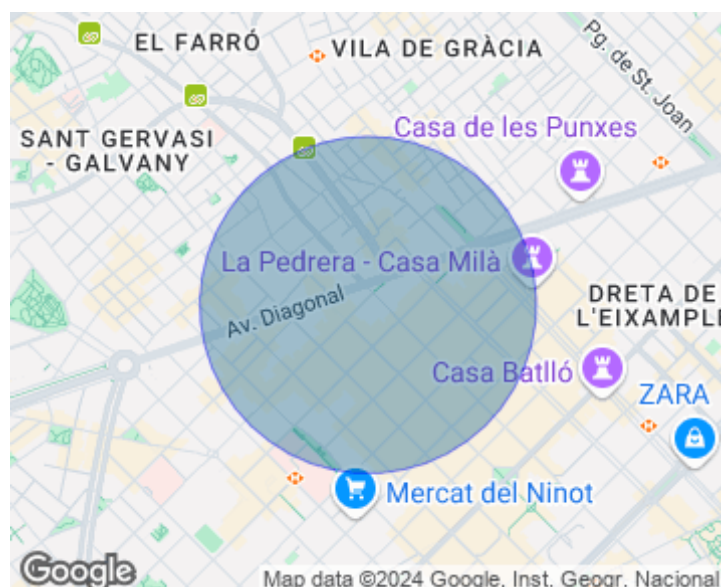 EL FARRÓ
VILA DE GRÀCIA
Pg. de St. Joan
SANT GERVASI
- GALVANY
Casa de les Punxes
La Pedrera - Casa Milà
Av. Diagonal
DRETA DE
L'EIXAMPLE
Casa Batlló
ZARA
Mercat del Ninot
Google
Map data ©2024 Google, Inst. Geogr. Nacional